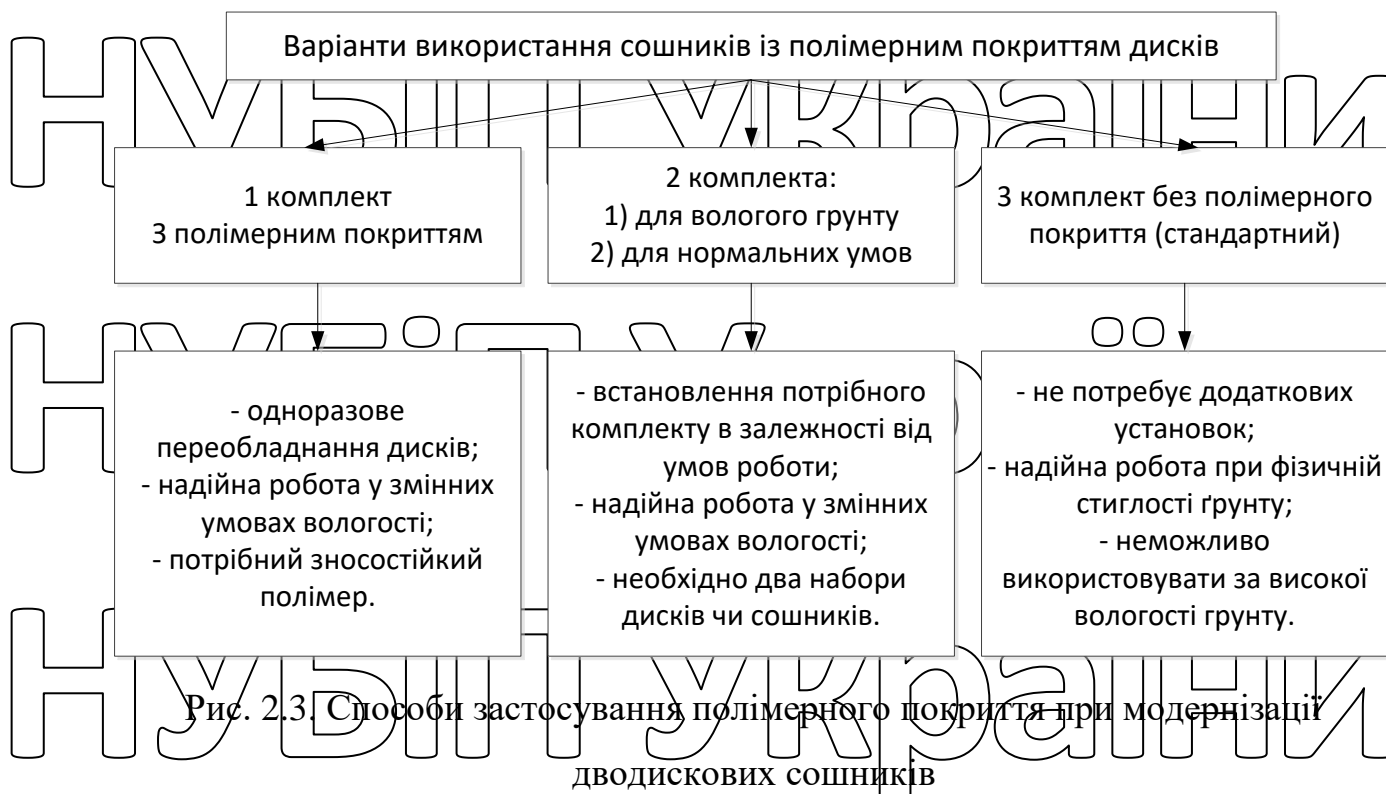 Варіанти використання сошників із полімерним покриттям дисків
1 комплект
З полімерним покриттям
2 комплекта:
1) для вологого грунту
2) для нормальних умов
3 комплект без полімерного
покриття (стандартний)
- одноразове
переобладнання дисків;
- надійна робота у змінних
умовах вологості;
- потрібний зносостійкий
полімер.
- встановлення потрібного
комплекту в залежності від
умов роботи;
- надійна робота у змінних
умовах вологості;
- необхідно два набори
дисків чи сошників.
- не потребує додаткових
установок;
- надійна робота при фізичній
стиглості ґрунту;
- неможливо
використовувати за високої
вологості грунту.
Рис. 2.3. Способи застосування полімерного покриття при модернізації
дводискових сошників